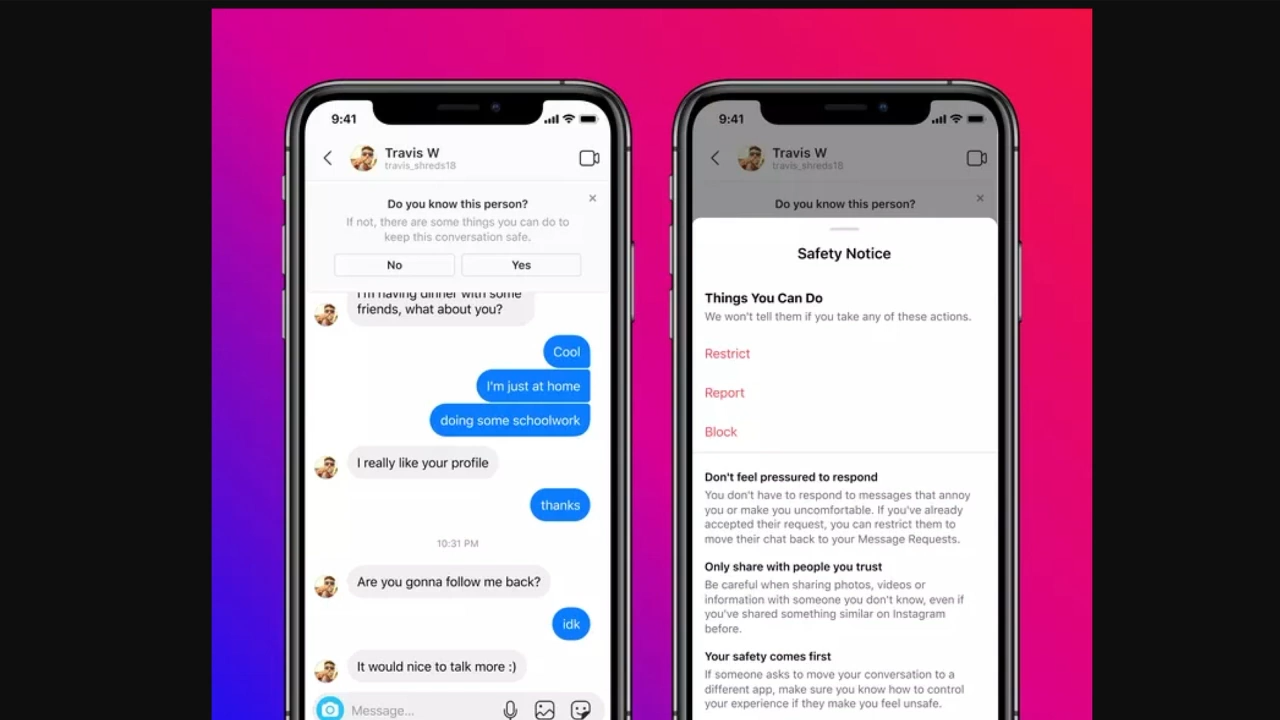 9:41
Travis W
travis_shreds18
Do you know this person?
If not, there are some things you can do to
keep this conversation safe.
No
Yes
I'm having dinner with some
friends, what about you?
Cool
I'm just at home
doing some schoolwork
I really like your profile
thanks
10:31 PM
Are you gonna follow me back?
idk
It would nice to talk more :)
Message...
9:41
Travis W
travis_shreds18
Do you know this person?
Safety Notice
Things You Can Do
We won't tell them if you take any of these actions.
Restrict
Report
Block
Don't feel pressured to respond
You don't have to respond to messages that annoy
you or make you uncomfortable. If you've already
accepted their request, you can restrict them to
move their chat back to your Message Requests.
Only share with people you trust
Be careful when sharing photos, videos or
information with someone you don't know, even if
you've shared something similar on Instagram
before.
Your safety comes first
If someone asks to move your conversation to a
different app, make sure you know how to control
your experience if they make you feel unsafe.